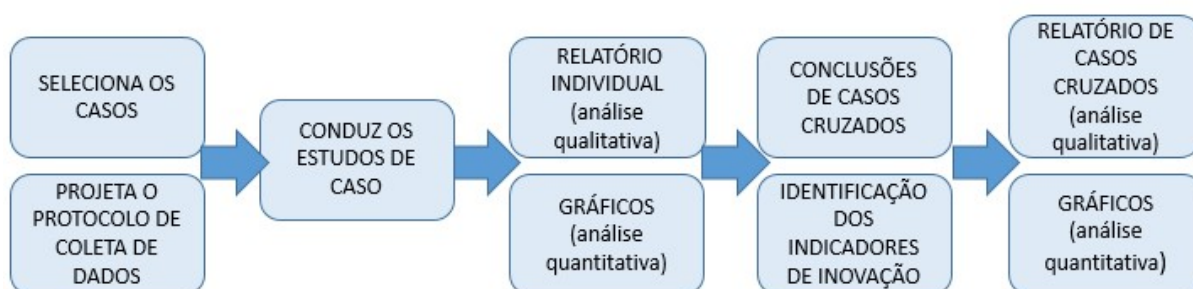 SELECIONA OS
CASOS
PROJETA O
PROTOCOLO DE
COLETA DE
DADOS
CONDUZ OS
ESTUDOS DE
CASO
RELATÓRIO
INDIVIDUAL
(análise
qualitativa)
GRÁFICOS
(análise
quantitativa)
CONCLUSÕES
DE CASOS
CRUZADOS
IDENTIFICAÇÃO
DOS
INDICADORES
DE INOVAÇÃO
RELATÓRIO DE
CASOS
CRUZADOS
(análise
qualitativa)
GRÁFICOS
(análise
quantitativa)